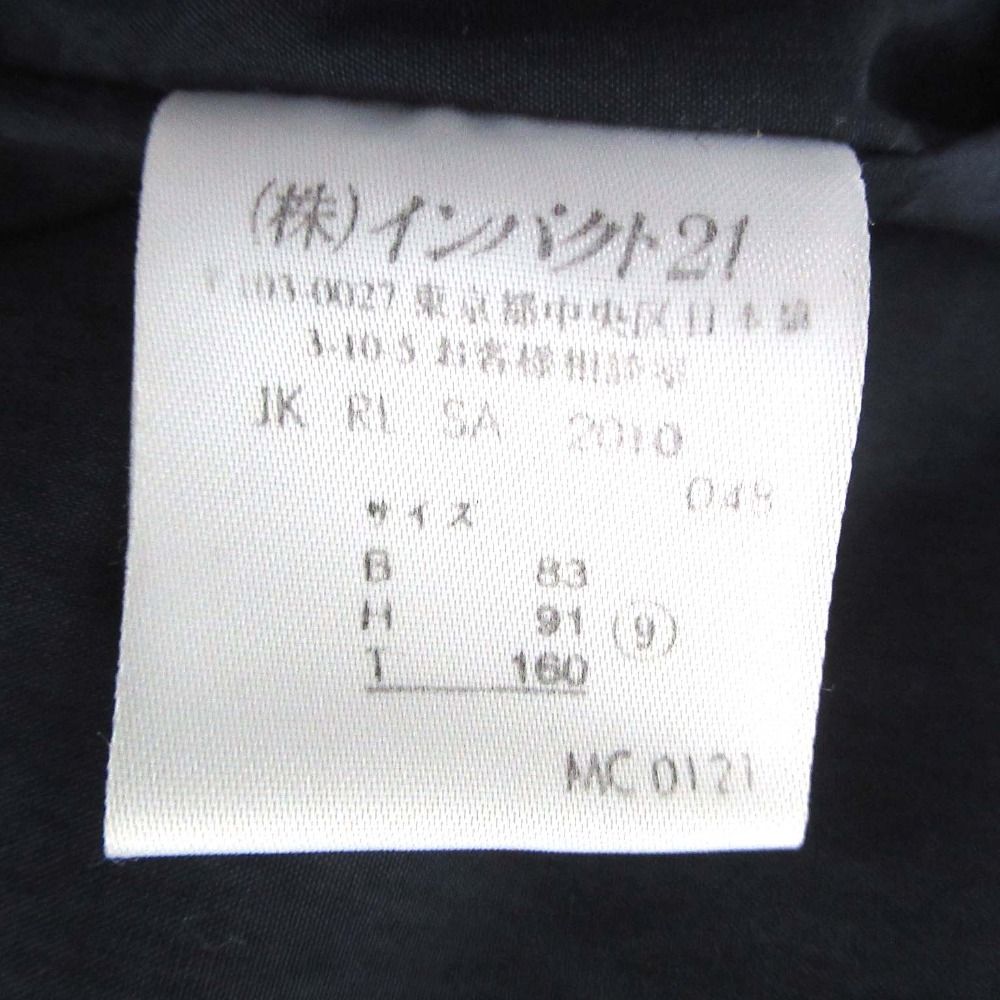 (株)インパクト21
〒103-0027 東京都中央区日本橋
3-10-5 お客様相談室
JK RL SA 2010
048
サイズ
B 83
H 91 (9)
T 160
MC 0121